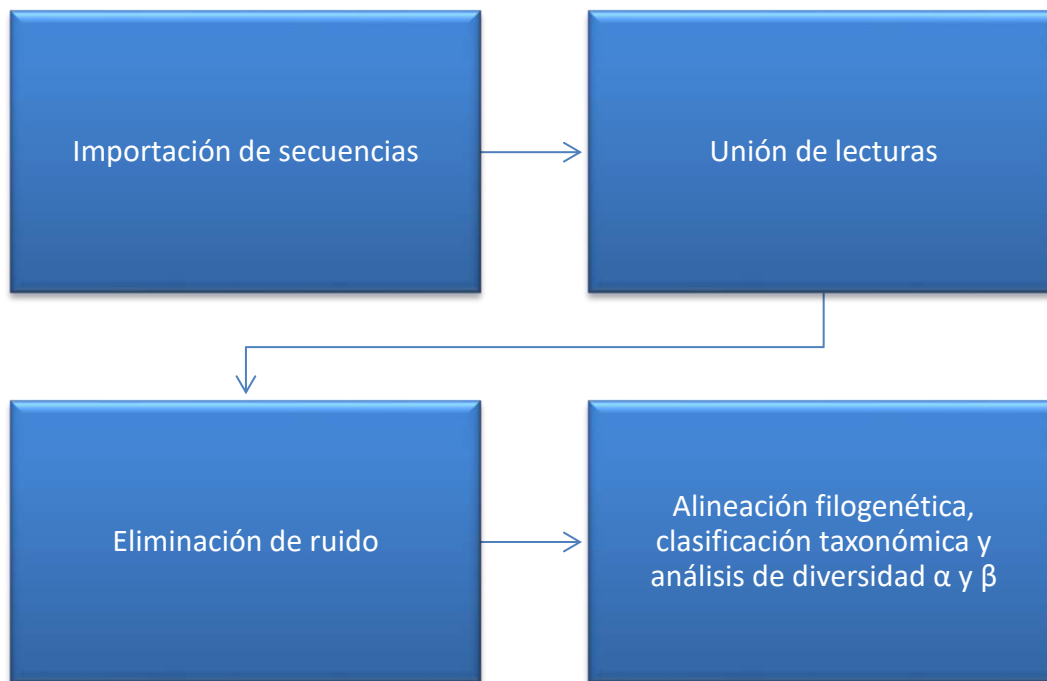 Importación de secuencias
Unión de lecturas
Eliminación de ruido
Alineación filogenética,
clasificación taxonómica y
análisis de diversidad α y β